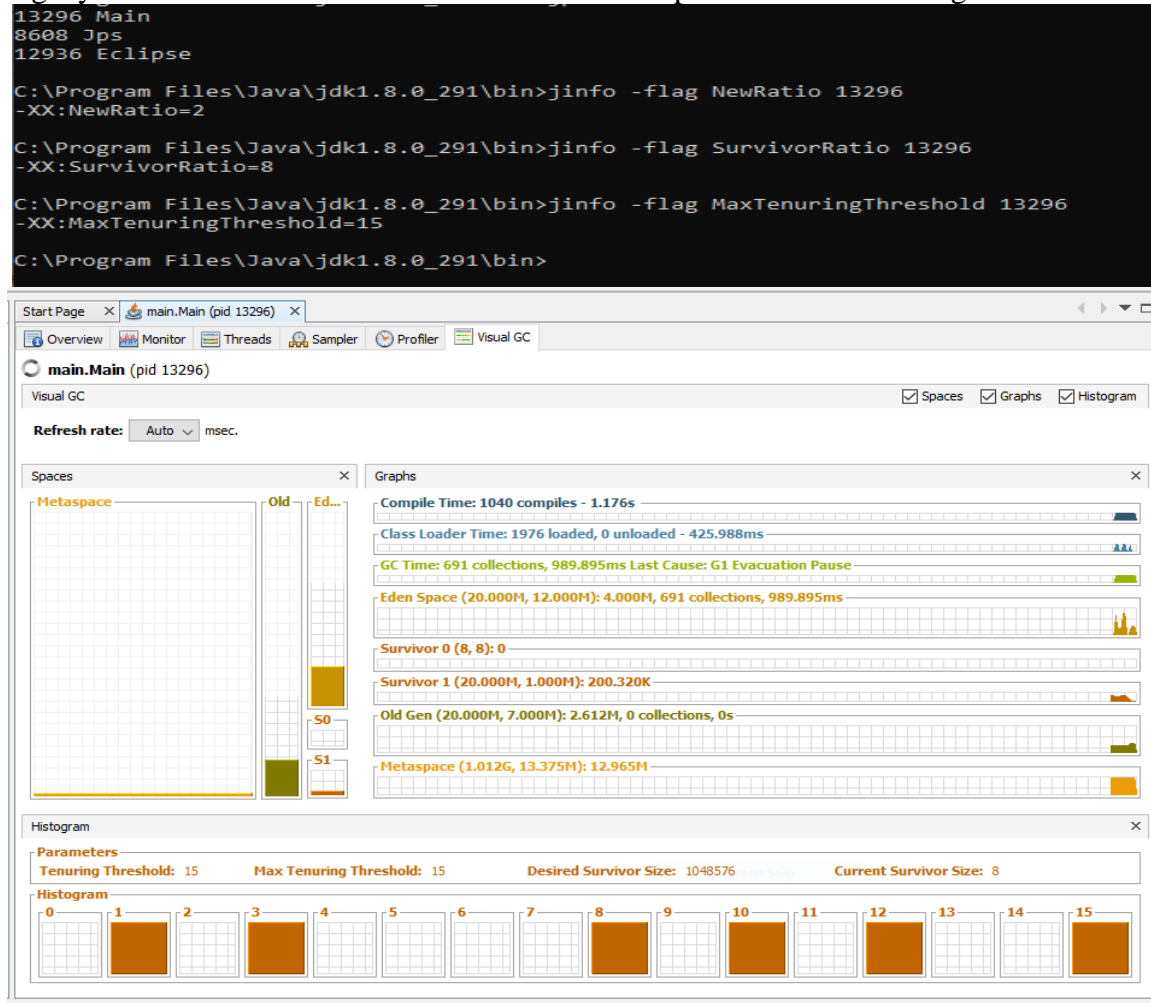 13296 Main
8608 Jps
12936 Eclipse
C:\Program Files\Java\jdk1.8.0_291\bin>jinfo -flag NewRatio 13296
-XX:NewRatio=2
C:\Program Files\Java\jdk1.8.0_291\bin>jinfo -flag SurvivorRatio 13296
-XX:SurvivorRatio=8
C:\Program Files\Java\jdk1.8.0_291\bin>jinfo -flag MaxTenuringThreshold 13296
-XX:MaxTenuringThreshold=15
C:\Program Files\Java\jdk1.8.0_291\bin>
Start Page main.Main (pid 13296)
Overview Monitor Threads Sampler Profiler Visual GC
main.Main (pid 13296)
Visual GC Spaces Graphs Histogram
Refresh rate: Auto msec.
Spaces
Metaspace Old Ed...
S0
S1
Graphs
Compile Time: 1040 compiles - 1.176s
Class Loader Time: 1976 loaded, 0 unloaded - 425.988ms
GC Time: 691 collections, 989.895ms Last Cause: G1 Evacuation Pause
Eden Space (20.000M, 12.000M): 4.000M, 691 collections, 989.895ms
Survivor 0 (8, 8): 0
Survivor 1 (20.000M, 1.000M): 200.320K
Old Gen (20.000M, 7.000M): 2.612M, 0 collections, 0s
Metaspace (1.012G, 13.375M): 12.965M
Histogram
Parameters
Tenuring Threshold: 15 Max Tenuring Threshold: 15 Desired Survivor Size: 1048576 Current Survivor Size: 8
Histogram
0 1 2 3 4 5 6 7 8 9 10 11 12 13 14 15